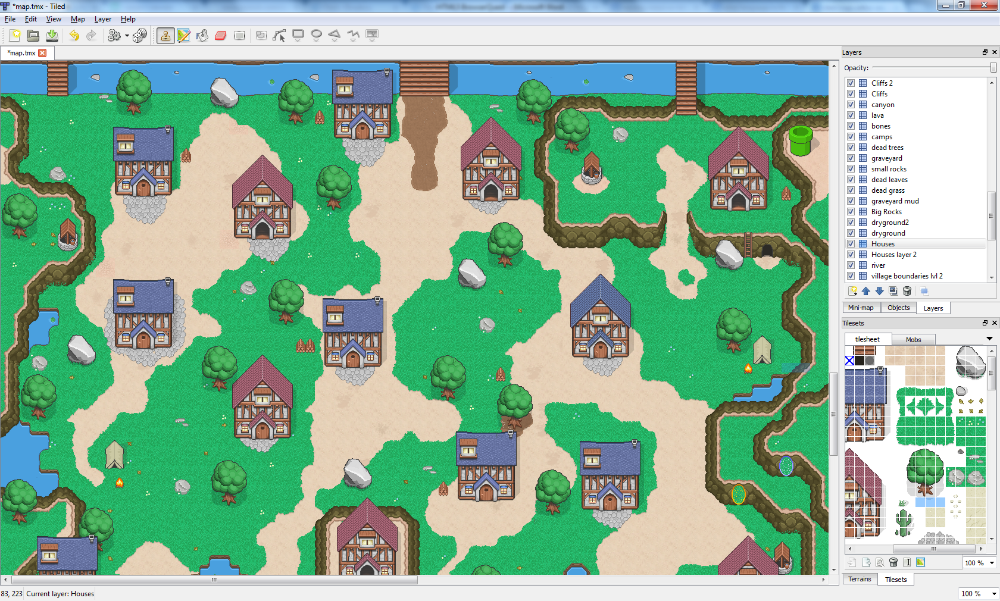 *map.tmx - Tiled
File Edit View Map Layer Help
*map.tmx
Layers
Opacity:
Cliffs 2
Cliffs
canyon
lava
bones
camps
dead trees
graveyard
small rocks
dead leaves
dead grass
graveyard mud
Big Rocks
dryground2
dryground
Houses
Houses layer 2
river
village boundaries lvl 2
Mini-map Objects Layers
Tilesets
tilesheet Mobs
100 %
Terrains Tilesets
83, 223 Current layer: Houses
100 %